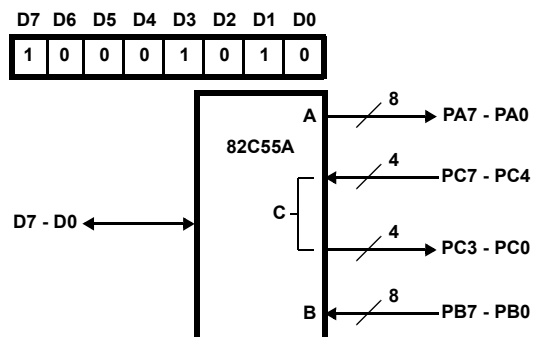 D7 D6 D5 D4 D3 D2 D1 D0
1 0 0 0 1 0 1 0
A 8 PA7 - PA0
82C55A
4 PC7 - PC4
C
D7 - D0
4 PC3 - PC0
B 8 PB7 - PB0